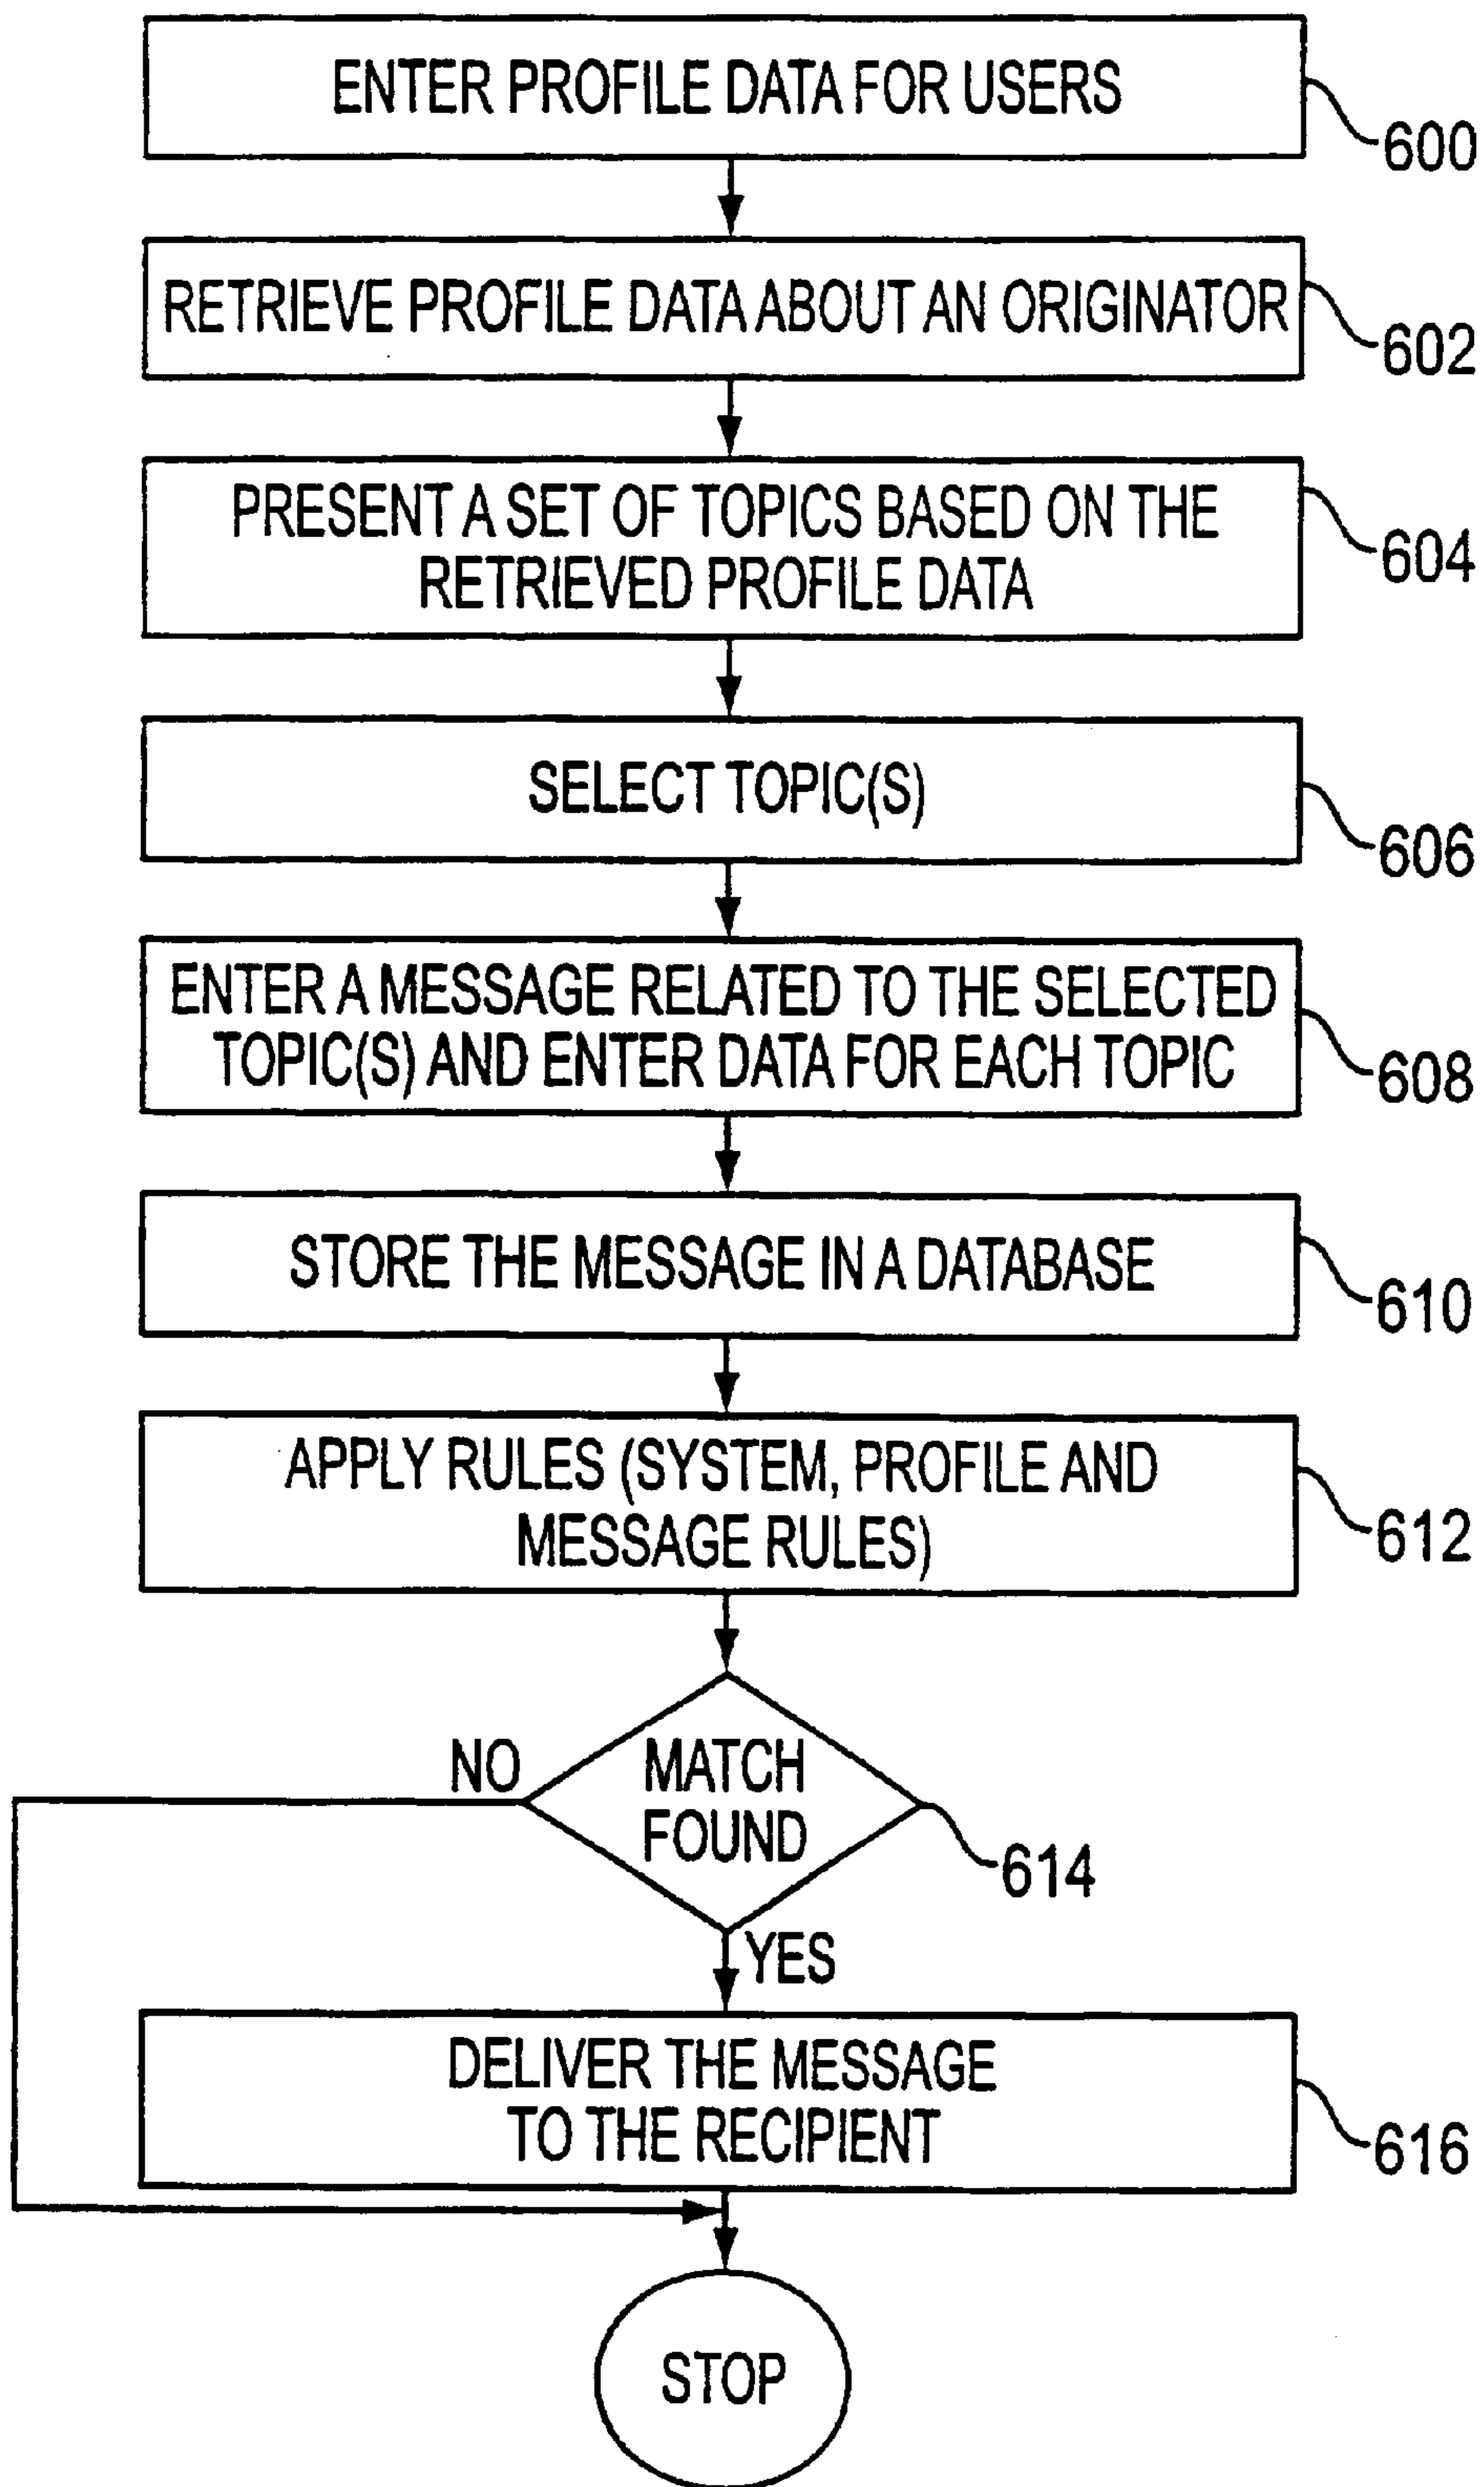 ENTER PROFILE DATA FOR USERS
600
RETRIEVE PROFILE DATA ABOUT AN ORIGINATOR
602
PRESENT A SET OF TOPICS BASED ON THE
RETRIEVED PROFILE DATA
604
SELECT TOPIC(S)
606
ENTER A MESSAGE RELATED TO THE SELECTED
TOPIC(S) AND ENTER DATA FOR EACH TOPIC
608
STORE THE MESSAGE IN A DATABASE
610
APPLY RULES (SYSTEM, PROFILE AND
MESSAGE RULES)
612
NO
MATCH
FOUND
614
YES
DELIVER THE MESSAGE
TO THE RECIPIENT
616
STOP